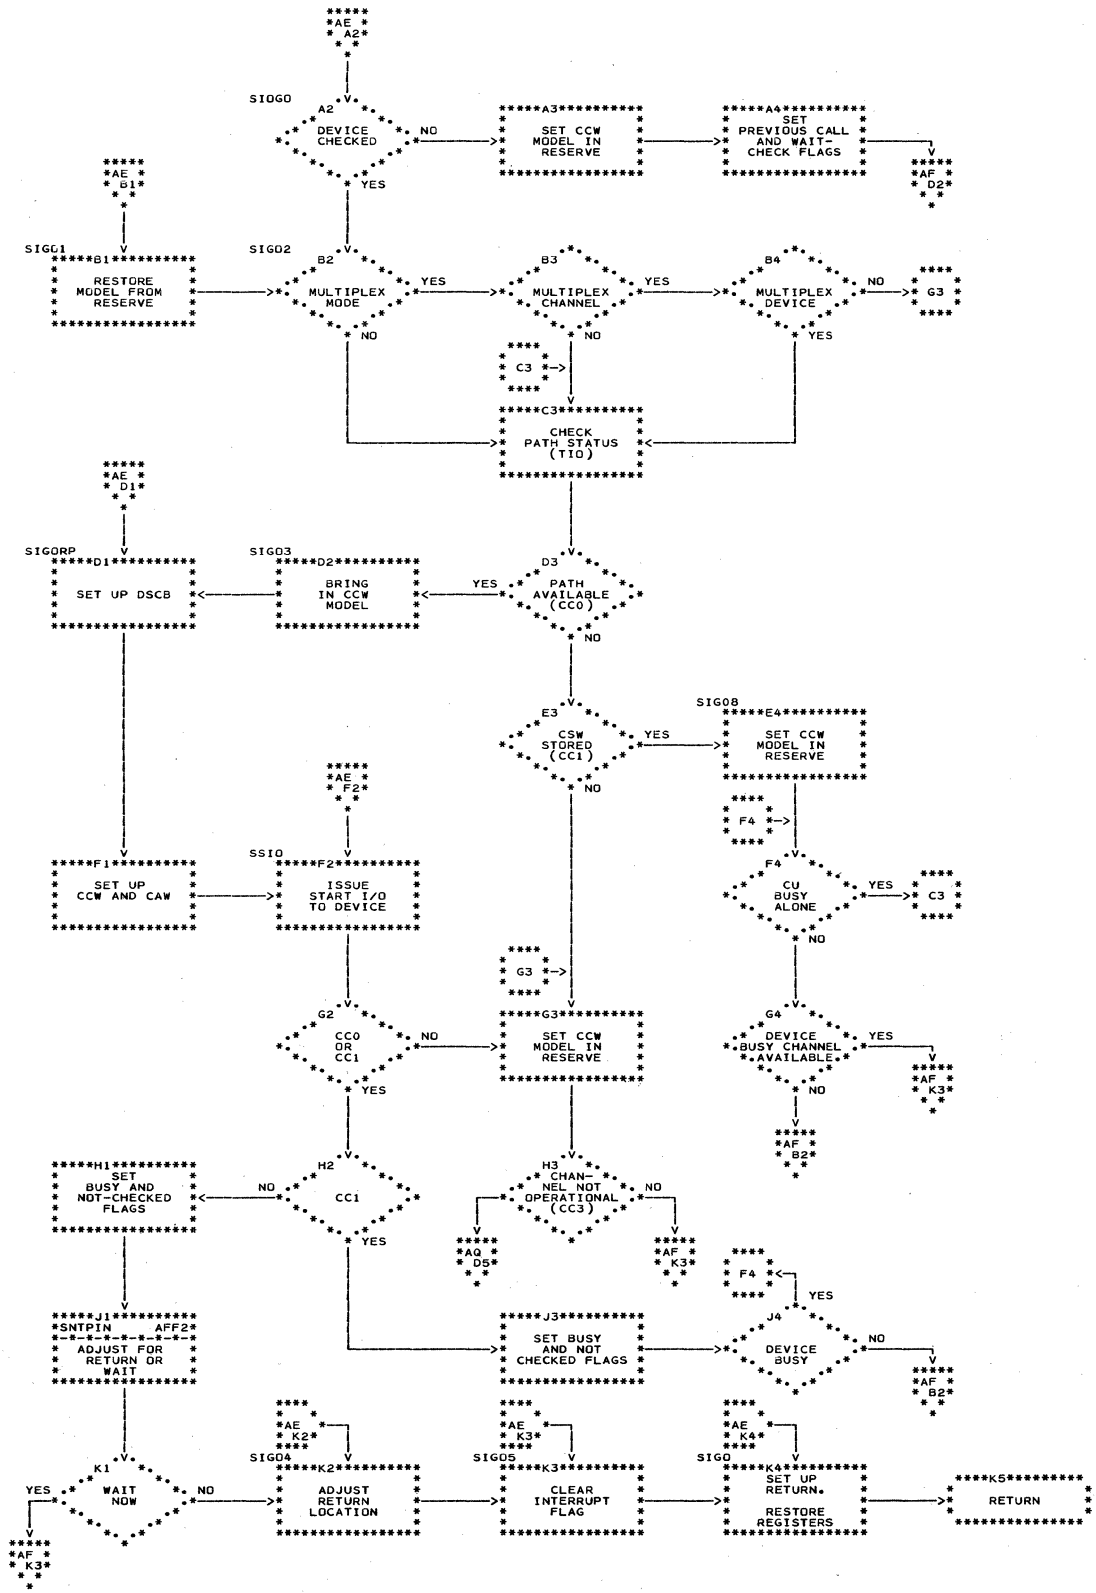 AE
A2
SIOGO
A2
DEVICE
CHECKED
NO
YES
A3
SET CCW
MODEL IN
RESERVE
A4
SET
PREVIOUS CALL
AND WAIT-
CHECK FLAGS
AF
D2
AE
B1
SIGO1
B1
RESTORE
MODEL FROM
RESERVE
SIGO2
B2
MULTIPLEX
MODE
YES
NO
B3
MULTIPLEX
CHANNEL
YES
NO
B4
MULTIPLEX
DEVICE
NO
YES
G3
C3
C3
CHECK
PATH STATUS
(TIO)
AE
D1
SIGORP
D1
SET UP DSCB
SIGO3
D2
BRING
IN CCW
MODEL
YES
D3
PATH
AVAILABLE
(CC0)
NO
E3
CSW
STORED
(CC1)
YES
NO
SIGO8
E4
SET CCW
MODEL IN
RESERVE
AE
F2
F4
F1
SET UP
CCW AND CAW
SSIO
F2
ISSUE
START I/O
TO DEVICE
F4
CU
BUSY
ALONE
YES
NO
C3
G3
G2
CC0
OR
CC1
NO
YES
G3
SET CCW
MODEL IN
RESERVE
G4
DEVICE
BUSY CHANNEL
AVAILABLE
YES
NO
AF
K3
AF
B2
H1
SET
BUSY AND
NOT-CHECKED
FLAGS
NO
H2
CC1
YES
H3
CHAN-
NEL NOT
OPERATIONAL
(CC3)
NO
AQ
D5
AF
K3
F4
YES
J1
SNTPIN AFF2
ADJUST FOR
RETURN OR
WAIT
J3
SET BUSY
AND NOT
CHECKED FLAGS
J4
DEVICE
BUSY
NO
AF
B2
AE
K2
AE
K3
AE
K4
YES
K1
WAIT
NOW
NO
SIGO4
K2
ADJUST
RETURN
LOCATION
SIGO5
K3
CLEAR
INTERRUPT
FLAG
SIGO
K4
SET UP
RETURN.
RESTORE
REGISTERS
K5
RETURN
AF
K3